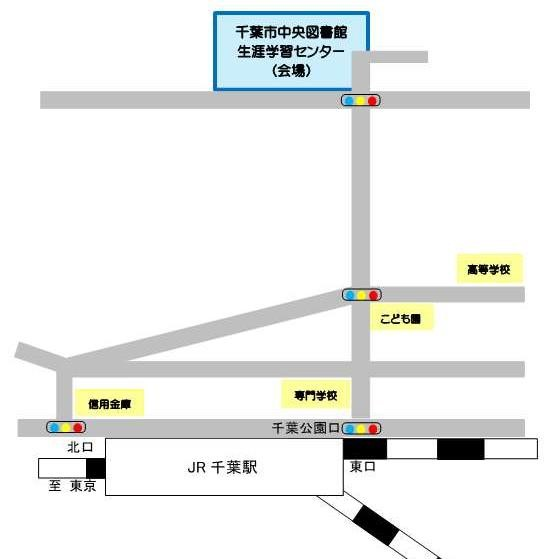 千葉市中央図書館
生涯学習センター
（会場）
高等学校
こども園
専門学校
信用金庫
千葉公園口
北口
JR 千葉駅
東口
至 東京